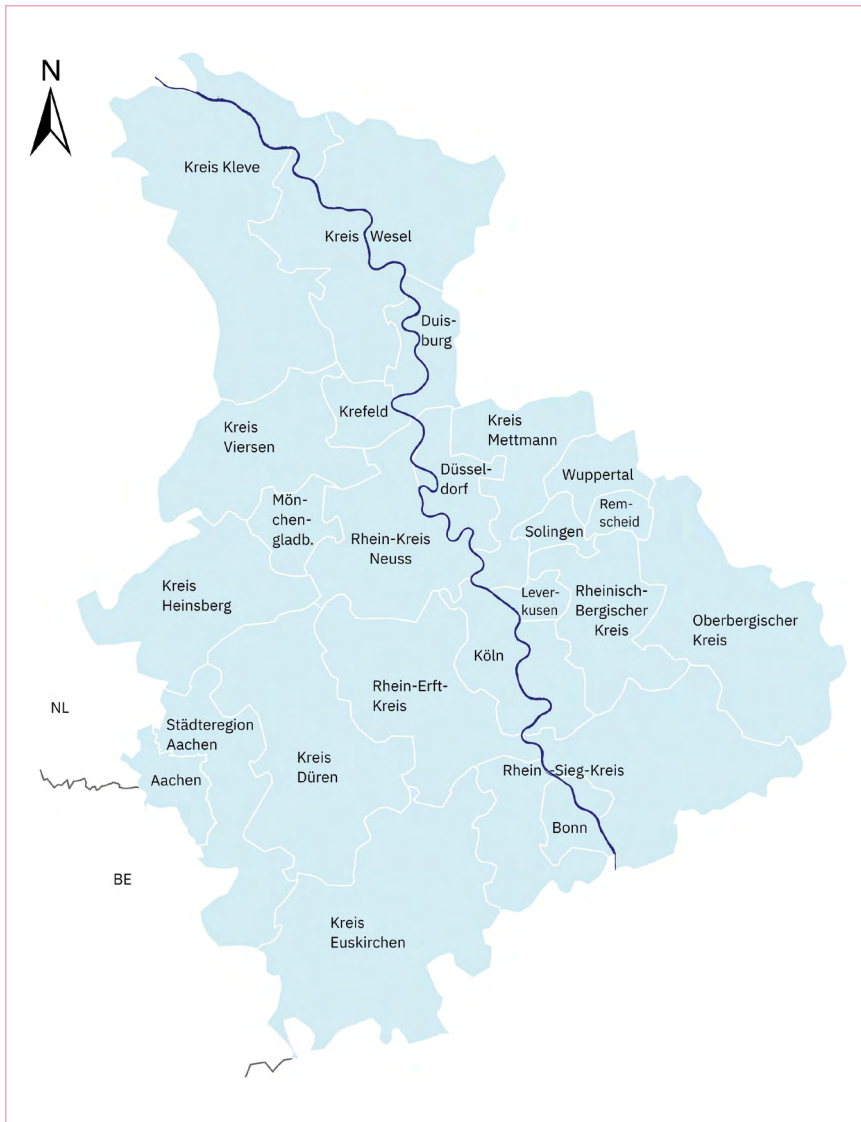 N
Kreis Kleve
Kreis Wesel
Duis-
burg
Krefeld
Kreis
Mettmann
Kreis
Viersen
Düssel-
dorf
Wuppertal
Mön-
chen-
gladb.
Rem-
scheid
Solingen
Rhein-Kreis
Neuss
Kreis
Heinsberg
Lever-
kusen
Rheinisch-
Bergischer
Kreis
Oberbergischer
Kreis
Köln
Rhein-Erft-
Kreis
NL
Städteregion
Aachen
Kreis
Düren
Aachen
Rhein-Sieg-Kreis
Bonn
BE
Kreis
Euskirchen